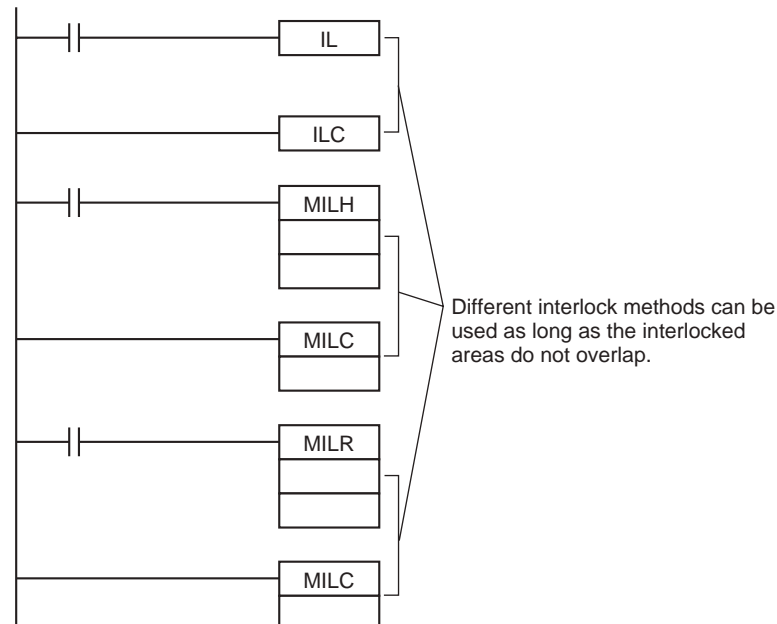 IL
ILC
MILH
MILC
Different interlock methods can be
used as long as the interlocked
areas do not overlap.
MILR
MILC